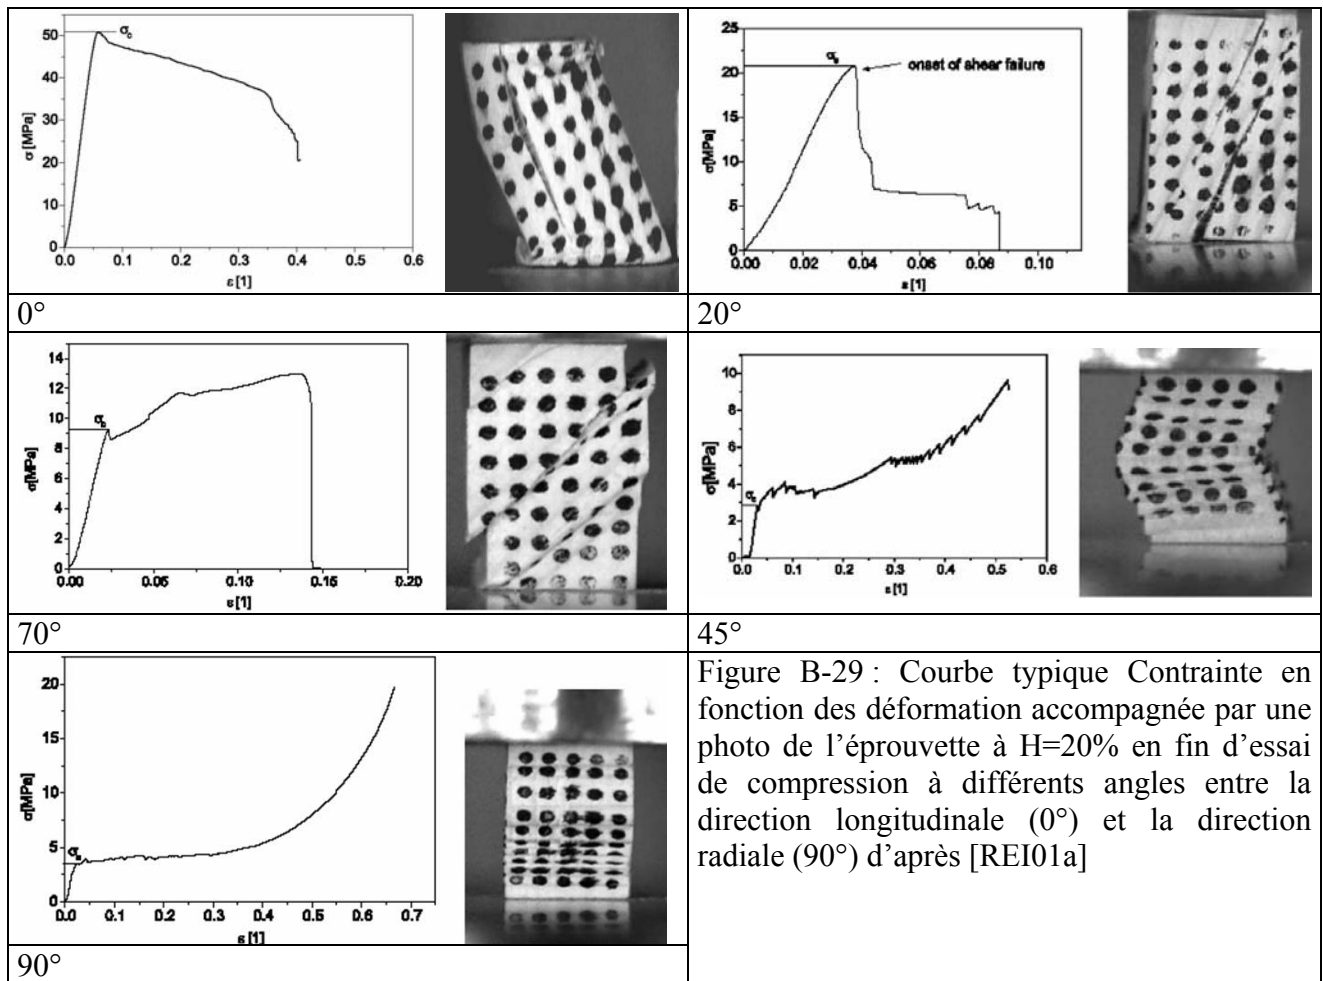 σc
50
40
30
20
10
0
σ [MPa]
0.0 0.1 0.2 0.3 0.4 0.5 0.6
ε [1]
25
20
15
10
5
0
σ[MPa]
onset of shear failure
0.00 0.02 0.04 0.06 0.08 0.10
ε [1]
0°
20°
14
12
10
8
6
4
2
0
σ[MPa]
0.00 0.05 0.10 0.15 0.20
ε [1]
10
8
6
4
2
0
σ[MPa]
0.0 0.1 0.2 0.3 0.4 0.5 0.6
ε [1]
70°
45°
20
15
10
5
0
σ[MPa]
0.0 0.1 0.2 0.3 0.4 0.5 0.6 0.7
ε [1]
90°
Figure B-29 : Courbe typique Contrainte en
fonction des déformation accompagnée par une
photo de l’éprouvette à H=20% en fin d’essai
de compression à différents angles entre la
direction longitudinale (0°) et la direction
radiale (90°) d’après [REI01a]